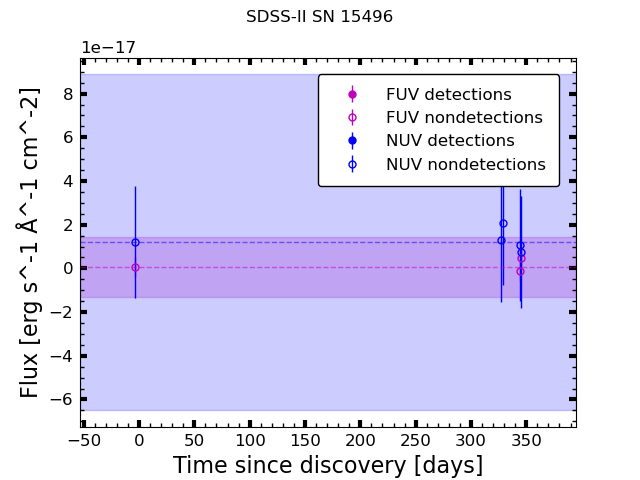 SDSS-II SN 15496
1e−17
FUV detections
FUV nondetections
NUV detections
NUV nondetections
8
6
4
2
0
−2
−4
−6
Flux [erg s^-1 Å^-1 cm^-2]
−50 0 50 100 150 200 250 300 350
Time since discovery [days]